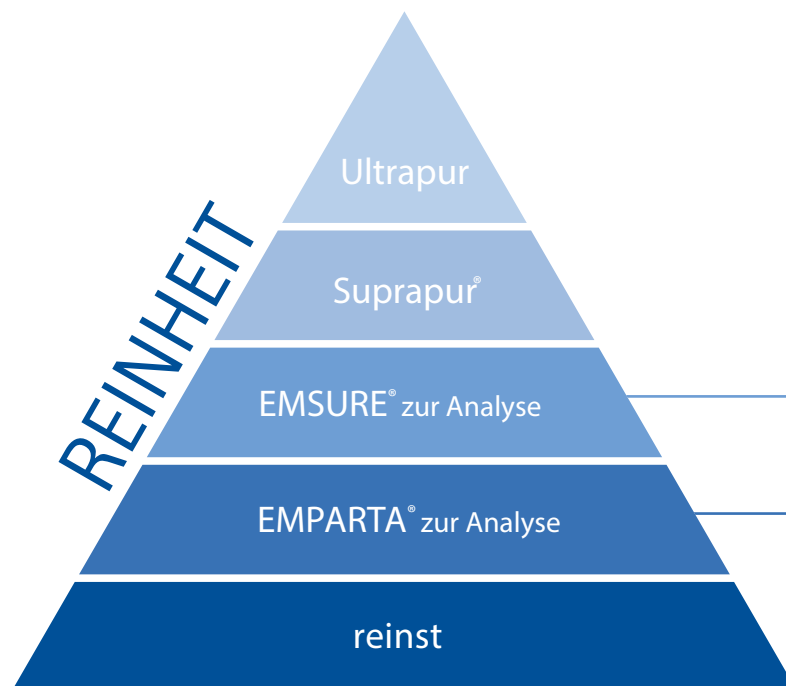 Ultrapur
REINHEIT
Suprapur®
EMSURE® zur Analyse
EMPARTA® zur Analyse
reinst